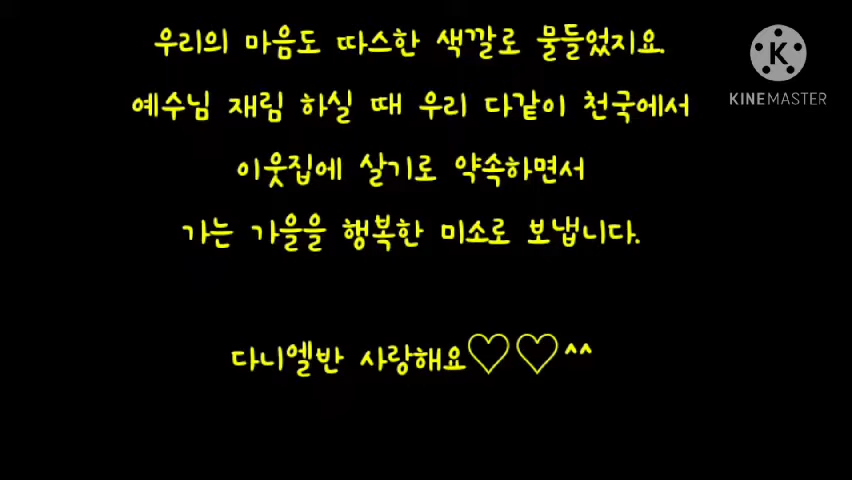 우리의 마음도 따스한 색깔로 물들었지요.
예수님 재림 하실 때 우리 다같이 천국에서
이웃집에 살기로 약속하면서
가는 가을을 행복한 미소로 보냅니다.
다니엘반 사랑해요♡♡^^
K
KINEMASTER